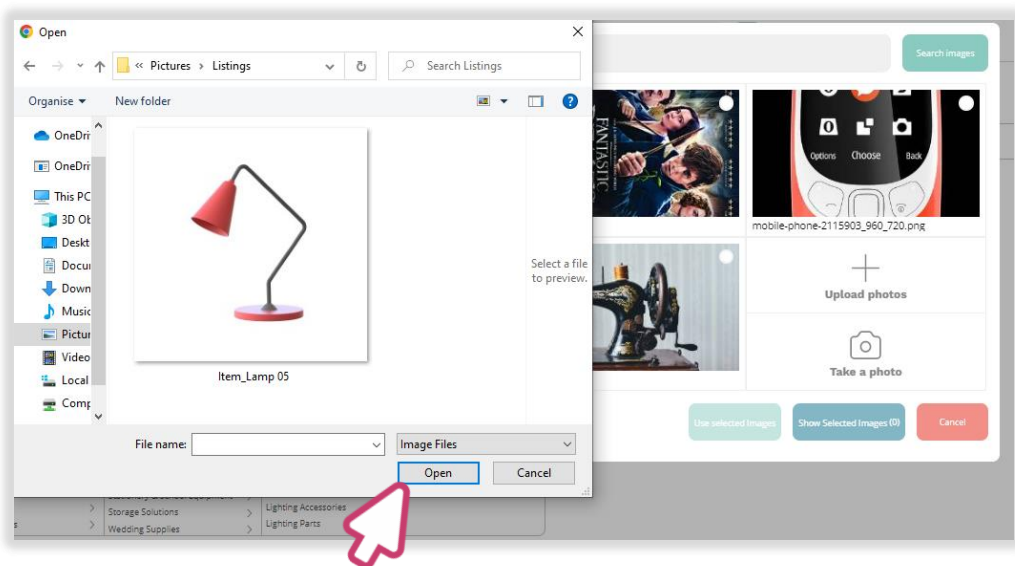 Open
Pictures > Listings
Search Listings
Organise
New folder
OneDri
OneDri
This PC
3D Ob
Deskt
Docu
Down
Music
Pictur
Video
Local
Comp
Item_Lamp 05
Select a file
to preview.
File name:
Image Files
Open
Cancel
Search images
FANTASTIC
Options
Choose
Back
mobile-phone-2115903_960_720.png
Upload photos
Take a photo
Use selected Images
Show Selected Images (0)
Cancel
Storage Solutions
Wedding Supplies
Lighting Accessories
Lighting Parts